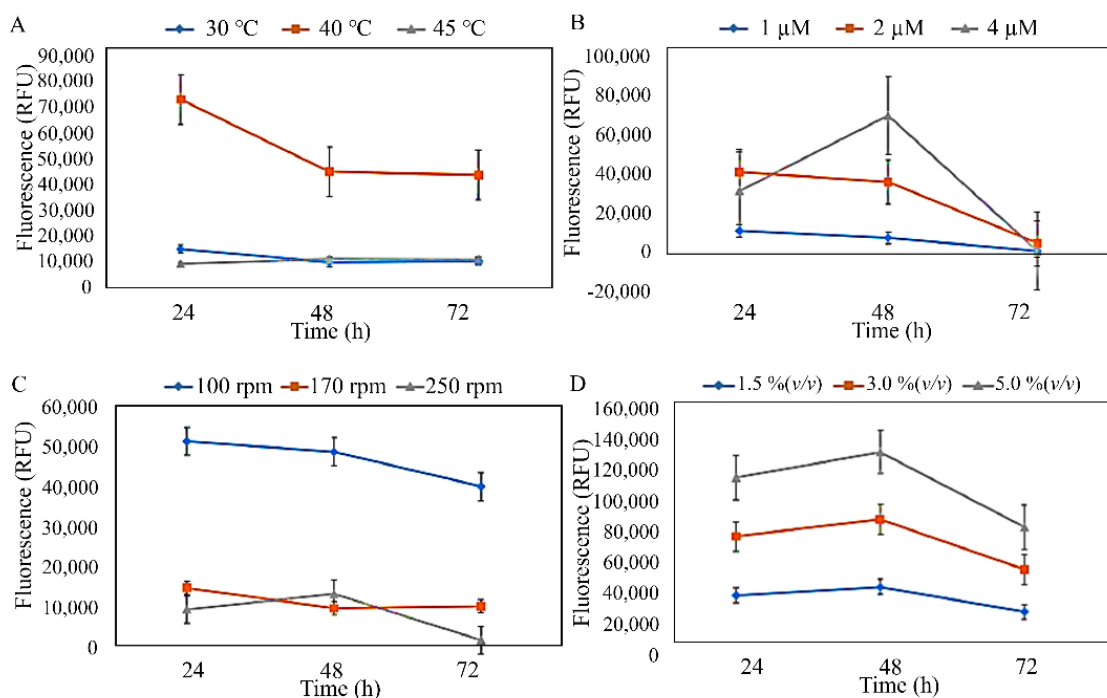 A
30 °C 40 °C 45 °C
90,000
80,000
70,000
60,000
50,000
40,000
30,000
20,000
10,000
0
Fluorescence (RFU)
24 48 72
Time (h)
B
1 µM 2 µM 4 µM
100,000
80,000
60,000
40,000
20,000
0
-20,000
Fluorescence (RFU)
24 48 72
Time (h)
C
100 rpm 170 rpm 250 rpm
60,000
50,000
40,000
30,000
20,000
10,000
0
Fluorescence (RFU)
24 48 72
Time (h)
D
1.5 %(v/v) 3.0 %(v/v) 5.0 %(v/v)
160,000
140,000
120,000
100,000
80,000
60,000
40,000
20,000
0
Fluorescence (RFU)
24 48 72
Time (h)